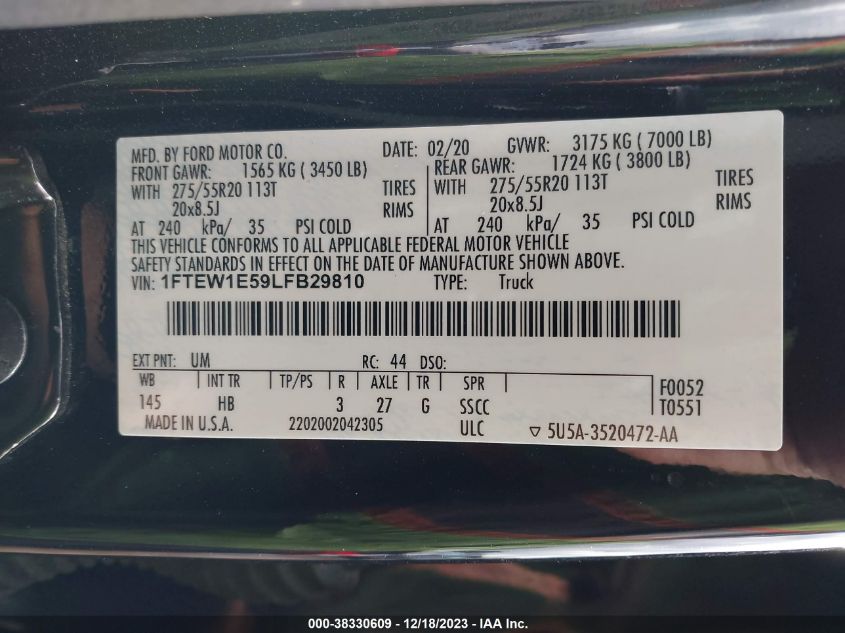 MFD. BY FORD MOTOR CO. DATE: 02/20 GVWR: 3175 KG ( 7000 LB)
FRONT GAWR: 1565 KG ( 3450 LB) REAR GAWR: 1724 KG ( 3800 LB)
WITH 275/55R20 113T TIRES WITH 275/55R20 113T TIRES
20x8.5J RIMS 20x8.5J RIMS
AT 240 kPa/ 35 PSI COLD AT 240 kPa/ 35 PSI COLD
THIS VEHICLE CONFORMS TO ALL APPLICABLE FEDERAL MOTOR VEHICLE
SAFETY STANDARDS IN EFFECT ON THE DATE OF MANUFACTURE SHOWN ABOVE.
VIN: 1FTEW1E59LFB29810 TYPE: Truck
EXT PNT: UM RC: 44 DSO:
WB INT TR TP/PS R AXLE TR SPR F0052
145 HB 3 27 G SSCC T0551
MADE IN U.S.A. 2202002042305 ULC ▽ 5U5A-3520472-AA
000-38330609 - 12/18/2023 - IAA Inc.